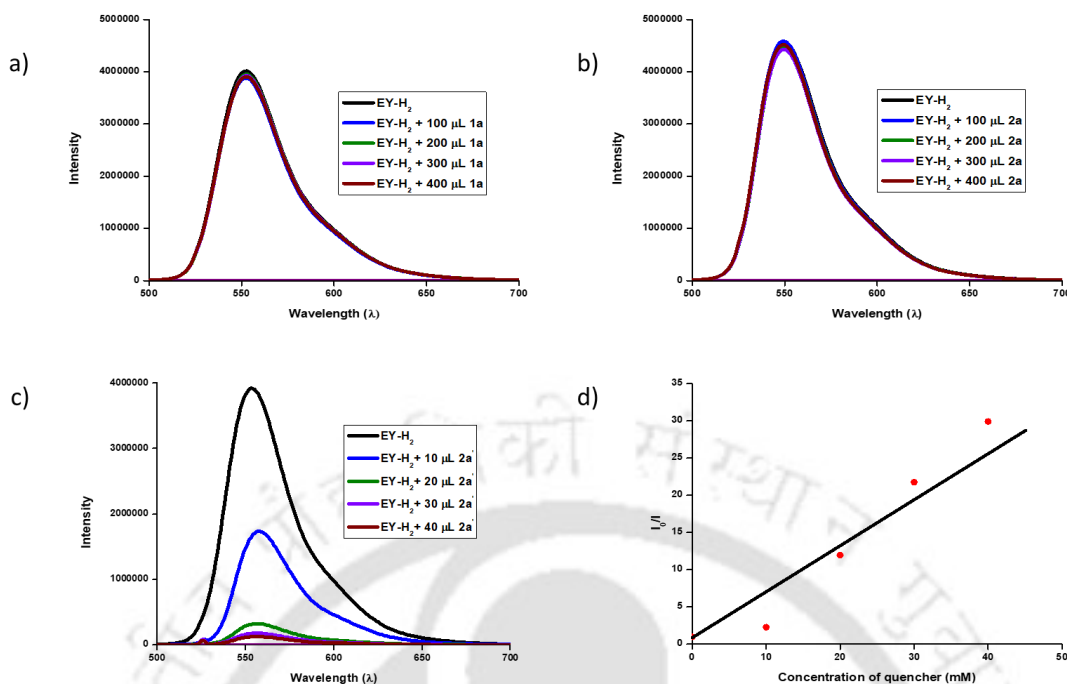 a)
5000000
4000000
3000000
2000000
1000000
0
Intensity
500 550 600 650 700
Wavelength (λ)
EY-H₂
EY-H₂ + 100 μL 1a
EY-H₂ + 200 μL 1a
EY-H₂ + 300 μL 1a
EY-H₂ + 400 μL 1a
b)
5000000
4000000
3000000
2000000
1000000
0
Intensity
500 550 600 650 700
Wavelength (λ)
EY-H₂
EY-H₂ + 100 μL 2a
EY-H₂ + 200 μL 2a
EY-H₂ + 300 μL 2a
EY-H₂ + 400 μL 2a
c)
4000000
3000000
2000000
1000000
0
Intensity
500 550 600 650 700
Wavelength (λ)
EY-H₂
EY-H₂+ 10 μL 2a'
EY-H₂+ 20 μL 2a'
EY-H₂+ 30 μL 2a'
EY-H₂+ 40 μL 2a'
d)
35
30
25
20
15
10
5
0
I₀/I
0 10 20 30 40 50
Concentration of quencher (mM)